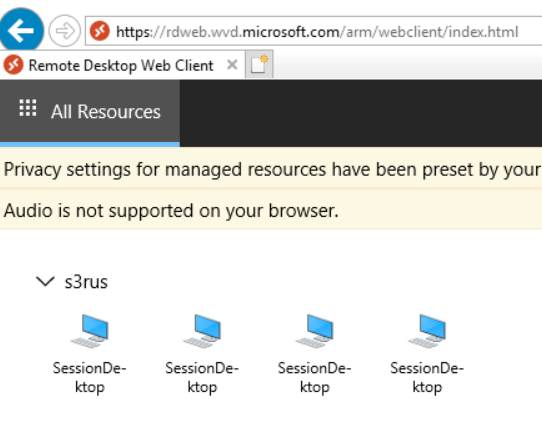 https://rdweb.wvd.microsoft.com/arm/webclient/index.html
Remote Desktop Web Client
All Resources
Privacy settings for managed resources have been preset by your
Audio is not supported on your browser.
s3rus
SessionDe-
ktop
SessionDe-
ktop
SessionDe-
ktop
SessionDe-
ktop